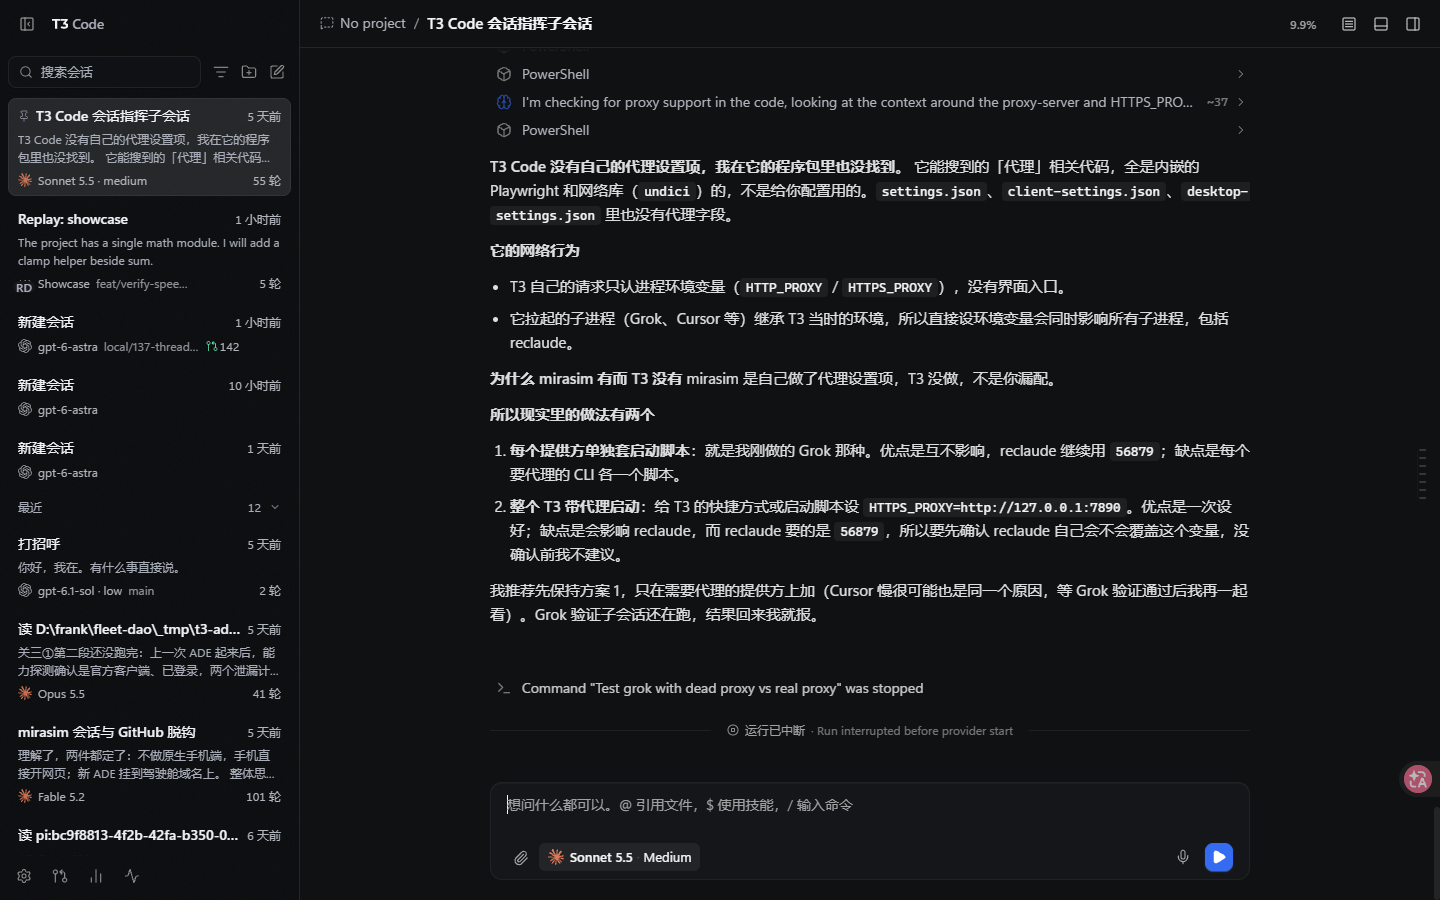 T3 Code
搜索会话
T3 Code 会话指挥子会话
5 天前
T3 Code 没有自己的代理设置项，我在它的程序
包里也没找到。 它能搜到的「代理」相关代码...
Sonnet 5.5 · medium
55 轮
Replay: showcase
1 小时前
The project has a single math module. I will add a
clamp helper beside sum.
RD Showcase feat/verify-spee...
5 轮
新建会话
1 小时前
gpt-6-astra local/137-thread... 142
新建会话
10 小时前
gpt-6-astra
新建会话
1 天前
gpt-6-astra
最近
12
打招呼
5 天前
你好，我在。有什么事直接说。
gpt-6.1-sol · low main
2 轮
读 D:\frank\fleet-dao\_tmp\t3-ad...
5 天前
关三①第二段还没跑完：上一次 ADE 起来后，能
力探测确认是官方客户端、已登录，两个泄漏计...
Opus 5.5
41 轮
mirasim 会话与 GitHub 脱钩
5 天前
理解了，两件都定了：不做原生手机端，手机直
接开网页；新 ADE 挂到驾驶舱域名上。 整体思...
Fable 5.2
101 轮
读 pi:bc9f8813-4f2b-42fa-b350-0...
6 天前
No project / T3 Code 会话指挥子会话
9.9%
PowerShell
I'm checking for proxy support in the code, looking at the context around the proxy-server and HTTPS_PRO... ~37
PowerShell
T3 Code 没有自己的代理设置项，我在它的程序包里也没找到。 它能搜到的「代理」相关代码，全是内嵌的
Playwright 和网络库（ undici ）的，不是给你配置用的。 settings.json 、 client-settings.json 、 desktop-
settings.json 里也没有代理字段。
它的网络行为
• T3 自己的请求只认进程环境变量（ HTTP_PROXY / HTTPS_PROXY ），没有界面入口。
• 它拉起的子进程（Grok、Cursor 等）继承 T3 当时的环境，所以直接设环境变量会同时影响所有子进程，包括
reclaude。
为什么 mirasim 有而 T3 没有 mirasim 是自己做了代理设置项，T3 没做，不是你漏配。
所以现实里的做法有两个
1. 每个提供方单独套启动脚本：就是我刚做的 Grok 那种。优点是互不影响，reclaude 继续用 56879 ；缺点是每个
要代理的 CLI 各一个脚本。
2. 整个 T3 带代理启动：给 T3 的快捷方式或启动脚本设 HTTPS_PROXY=http://127.0.0.1:7890 。优点是一次设
好；缺点是会影响 reclaude，而 reclaude 要的是 56879 ，所以要先确认 reclaude 自己会不会覆盖这个变量，没
确认前我不建议。
我推荐先保持方案 1，只在需要代理的提供方上加（Cursor 慢很可能也是同一个原因，等 Grok 验证通过后我再一起
看）。Grok 验证子会话还在跑，结果回来我就报。
Command "Test grok with dead proxy vs real proxy" was stopped
运行已中断 · Run interrupted before provider start
想问什么都可以。@ 引用文件，$ 使用技能，/ 输入命令
Sonnet 5.5 · Medium